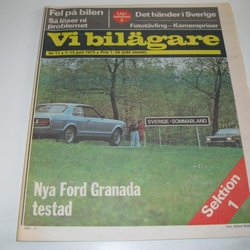 Fel på bilen
Så löser ni
problemet
Det händer i Sverige
Fototävling – Kamerapriser
Vi bilägare
SVERIGE-SOMMARLAND
Nya Ford Granada
testad
Sektion 1